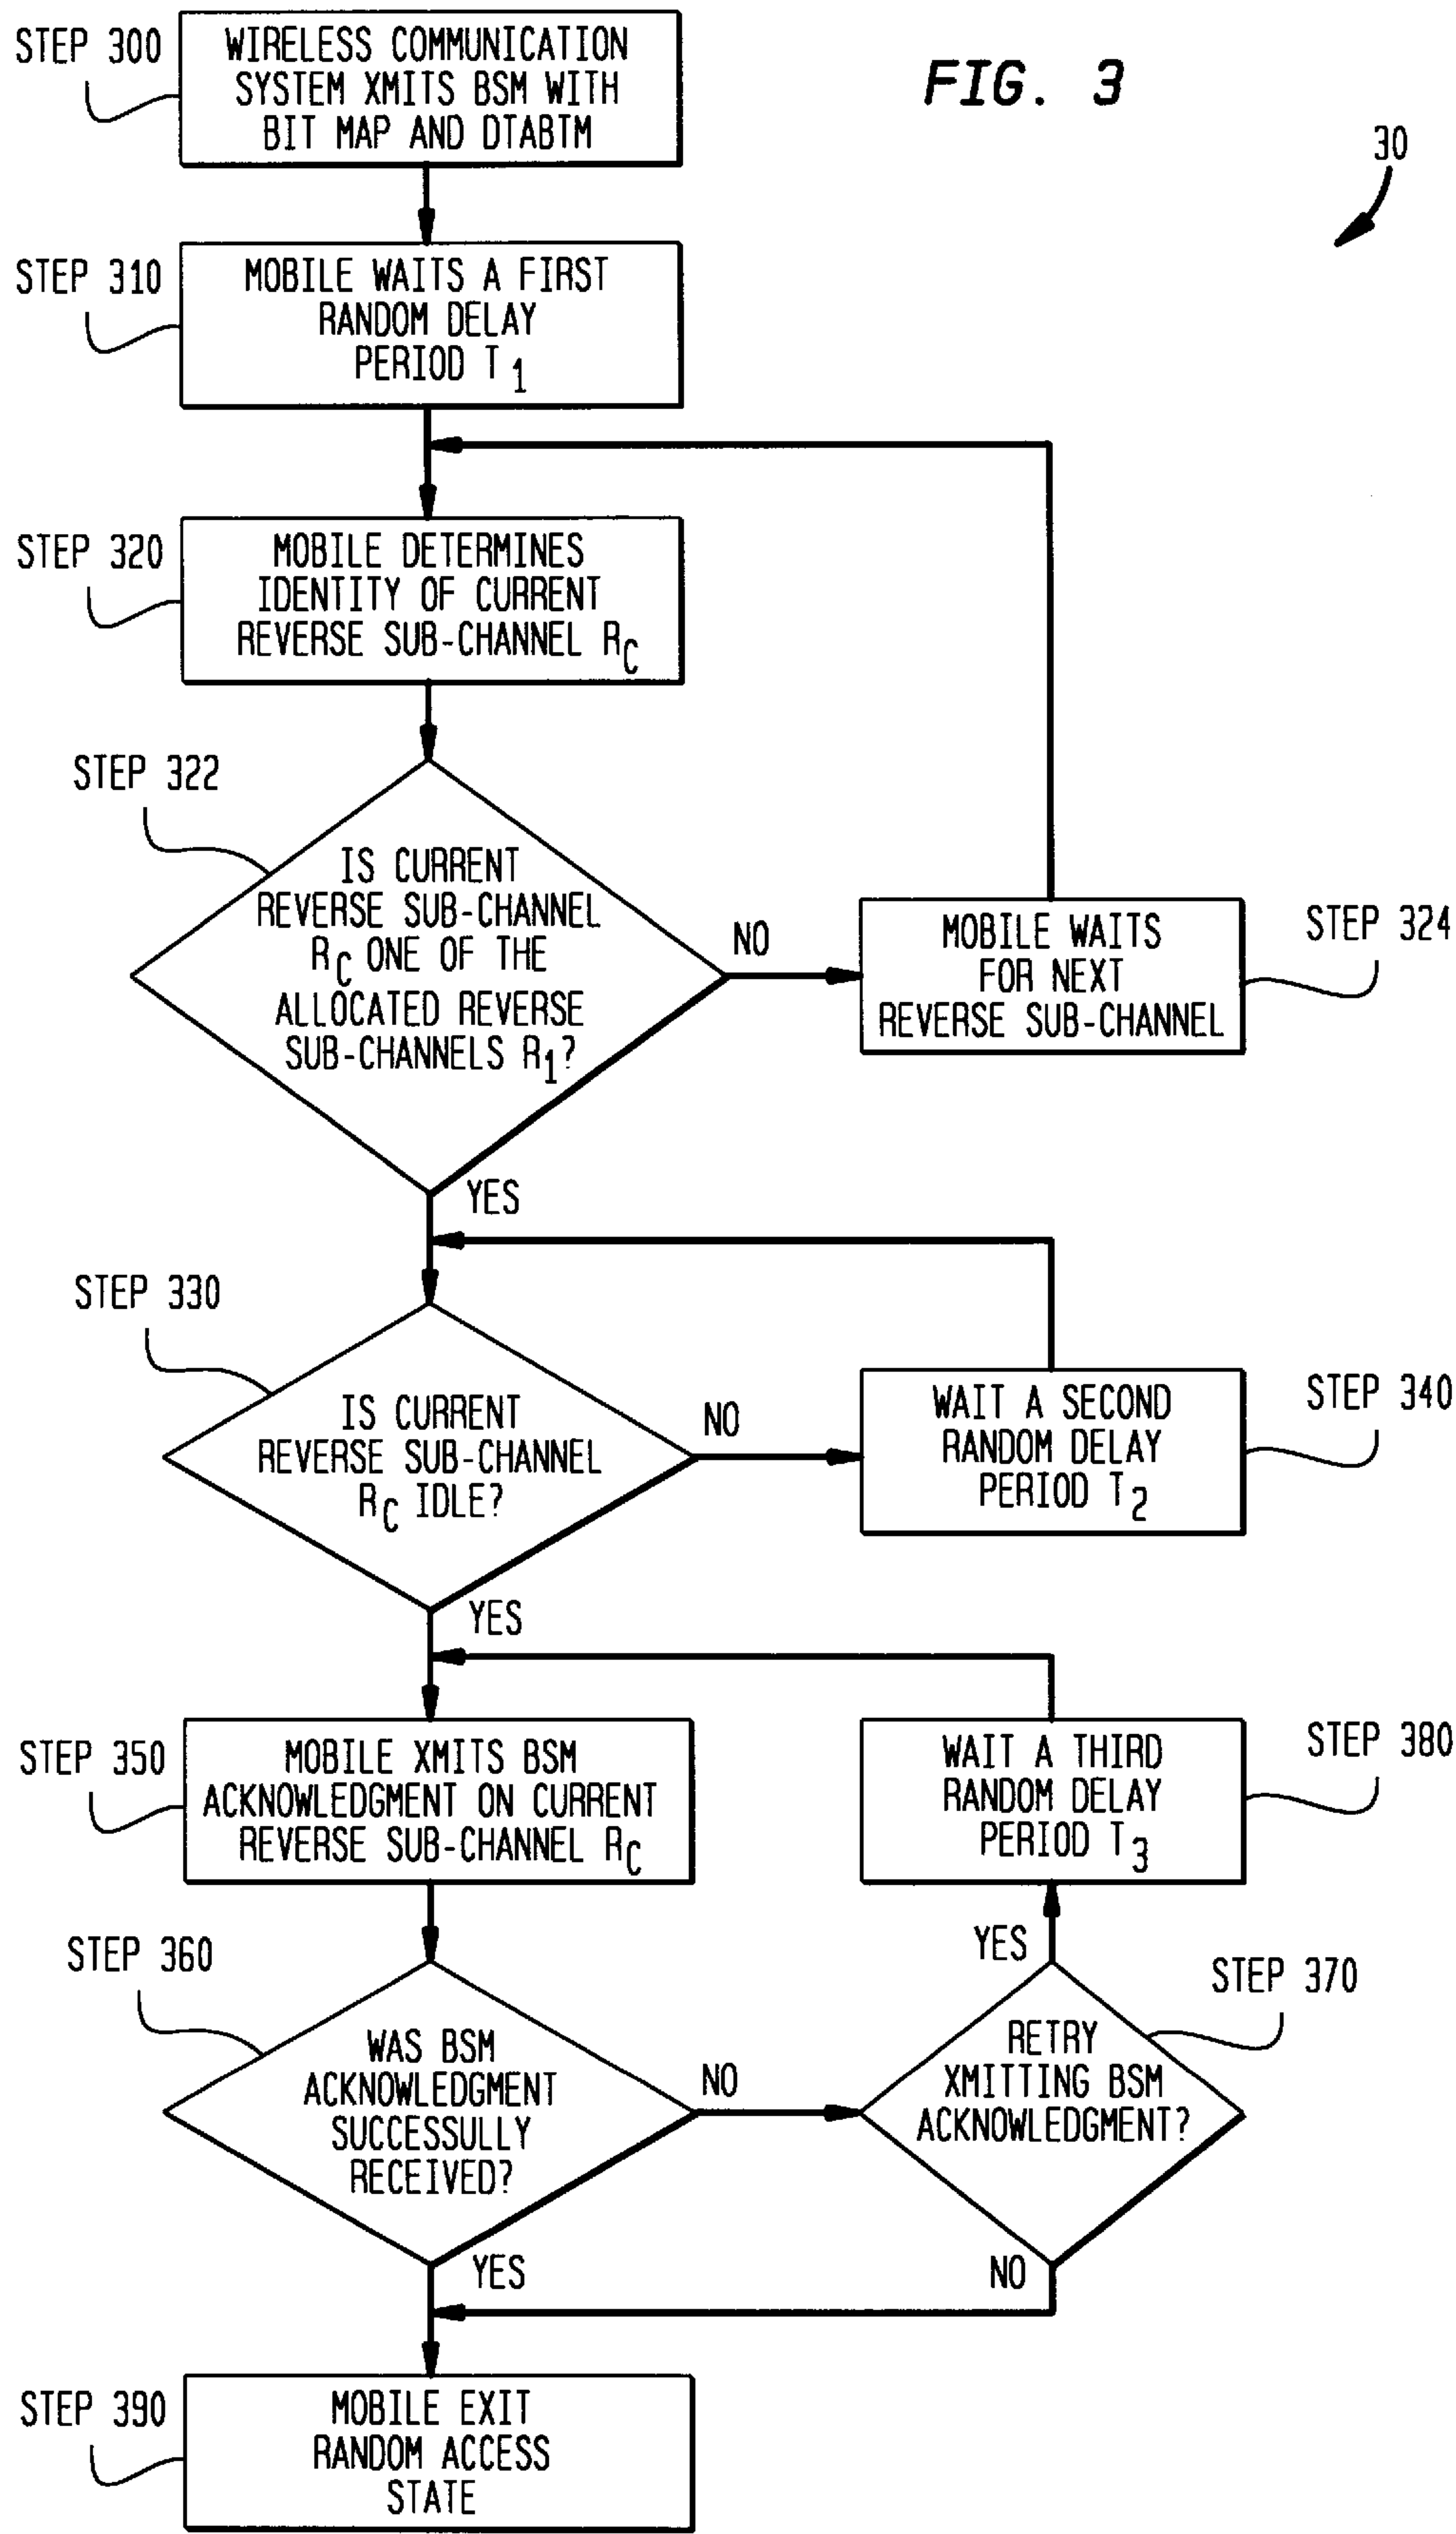 FIG. 3
30
STEP 300
WIRELESS COMMUNICATION
SYSTEM XMITS BSM WITH
BIT MAP AND DTABTM
STEP 310
MOBILE WAITS A FIRST
RANDOM DELAY
PERIOD T1
STEP 320
MOBILE DETERMINES
IDENTITY OF CURRENT
REVERSE SUB-CHANNEL RC
STEP 322
IS CURRENT
REVERSE SUB-CHANNEL
RC ONE OF THE
ALLOCATED REVERSE
SUB-CHANNELS R1?
NO
MOBILE WAITS
FOR NEXT
REVERSE SUB-CHANNEL
STEP 324
YES
STEP 330
IS CURRENT
REVERSE SUB-CHANNEL
RC IDLE?
NO
WAIT A SECOND
RANDOM DELAY
PERIOD T2
STEP 340
YES
STEP 350
MOBILE XMITS BSM
ACKNOWLEDGMENT ON CURRENT
REVERSE SUB-CHANNEL RC
WAIT A THIRD
RANDOM DELAY
PERIOD T3
STEP 380
STEP 360
WAS BSM
ACKNOWLEDGMENT
SUCCESSULLY
RECEIVED?
NO
YES
STEP 370
RETRY
XMITTING BSM
ACKNOWLEDGMENT?
YES
NO
STEP 390
MOBILE EXIT
RANDOM ACCESS
STATE